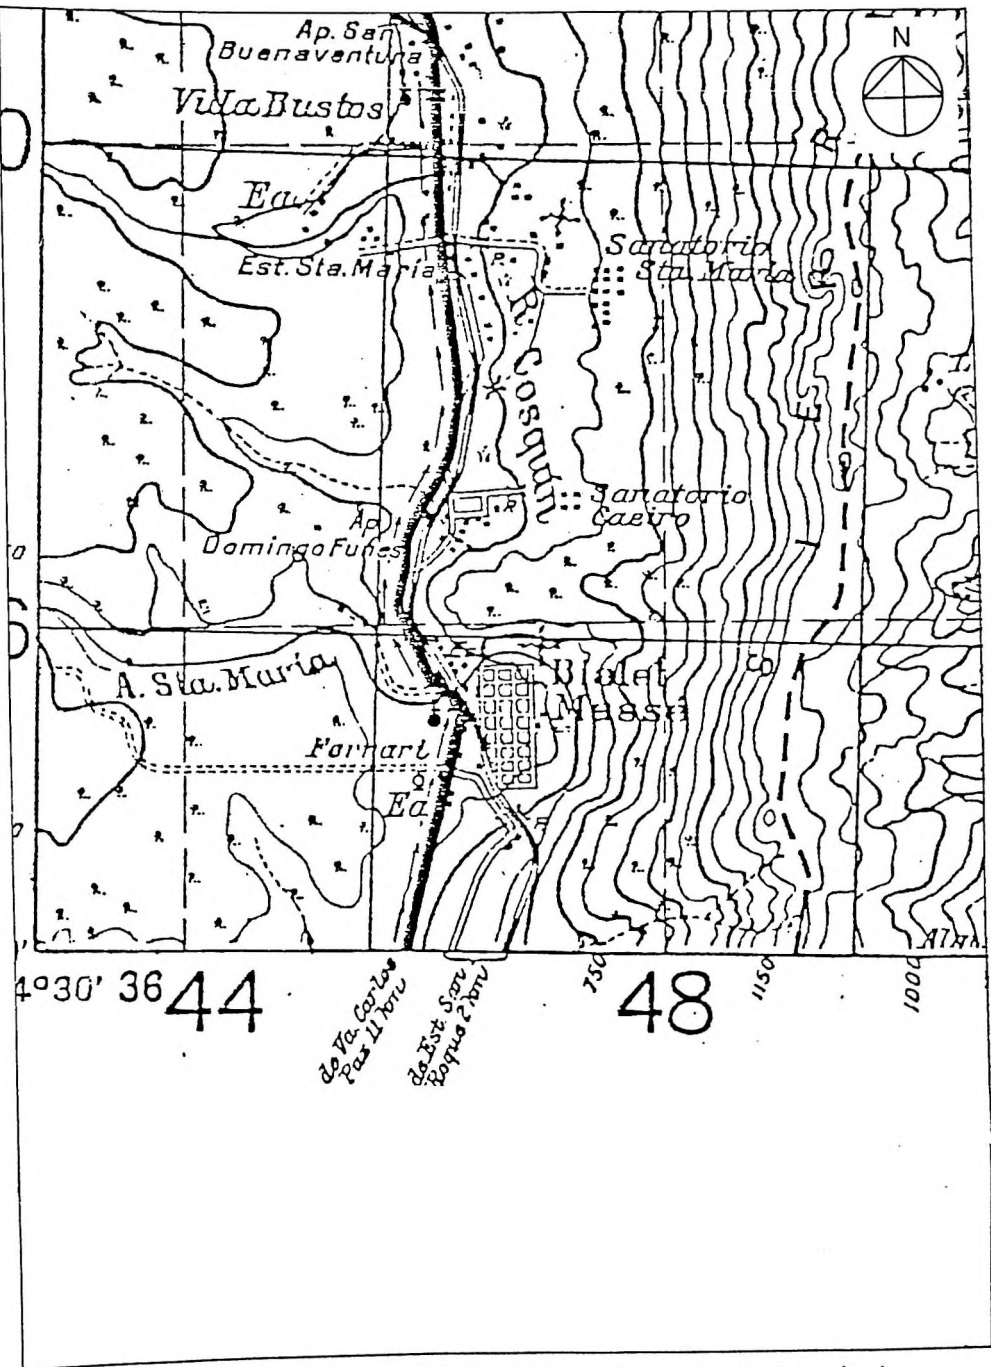 N
Ap. San
Buenaventura
Villa Bustos
Ea
Est. Sta. María
Sanatorio
Sta. María
R. Cosquín
Sanatorio
Caeiro
Ap.
Domingo Funes
A. Sta. María
Bialet
Massé
Fornari
Ea
4°30' 36
44
48
750
1150
1000
de Va. Carlos
Paz 11 km
de Est. San
Roque 2 km